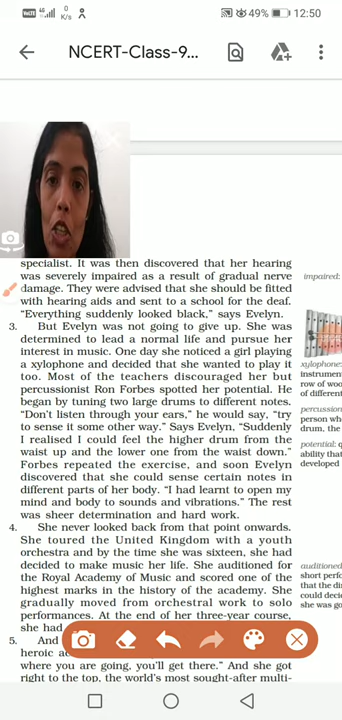 VoLTE 4G 0 K/s 49% 12:50
NCERT-Class-9...
specialist. It was then discovered that her hearing
was severely impaired as a result of gradual nerve
impaired:
damage. They were advised that she should be fitted
with hearing aids and sent to a school for the deaf.
“Everything suddenly looked black,” says Evelyn.
3. But Evelyn was not going to give up. She was
determined to lead a normal life and pursue her
interest in music. One day she noticed a girl playing
a xylophone and decided that she wanted to play it
xylophone:
too. Most of the teachers discouraged her but
instrument
percussionist Ron Forbes spotted her potential. He
row of woo
began by tuning two large drums to different notes.
of different
“Don’t listen through your ears,” he would say, “try
percussion
to sense it some other way.” Says Evelyn, “Suddenly
person wh
I realised I could feel the higher drum from the
drum, the
waist up and the lower one from the waist down.”
potential: q
Forbes repeated the exercise, and soon Evelyn
ability that
discovered that she could sense certain notes in
developed
different parts of her body. “I had learnt to open my
mind and body to sounds and vibrations.” The rest
was sheer determination and hard work.
4. She never looked back from that point onwards.
She toured the United Kingdom with a youth
orchestra and by the time she was sixteen, she had
decided to make music her life. She auditioned for
auditioned
the Royal Academy of Music and scored one of the
short perfo
highest marks in the history of the academy. She
that the di
gradually moved from orchestral work to solo
could deci
performances. At the end of her three-year course,
she was go
she had
5. And
heroic ac
where you are going, you’ll get there.” And she got
right to the top, the world’s most sought-after multi-